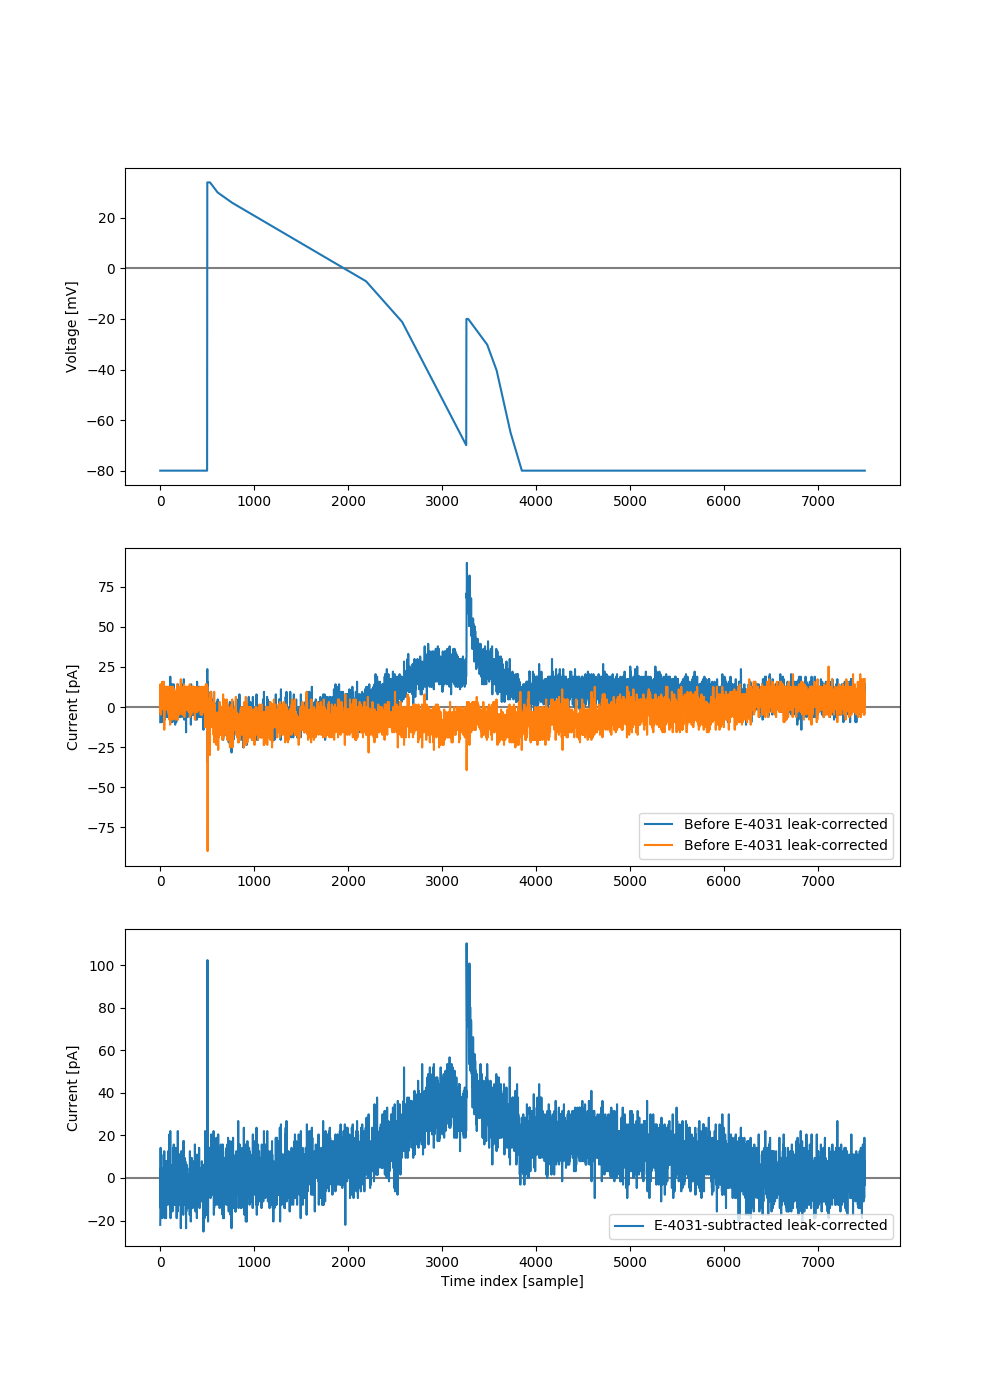 20
0
−20
−40
−60
−80
Voltage [mV]
0 1000 2000 3000 4000 5000 6000 7000
75
50
25
0
−25
−50
−75
Current [pA]
Before E-4031 leak-corrected
Before E-4031 leak-corrected
0 1000 2000 3000 4000 5000 6000 7000
100
80
60
40
20
0
−20
Current [pA]
E-4031-subtracted leak-corrected
0 1000 2000 3000 4000 5000 6000 7000
Time index [sample]